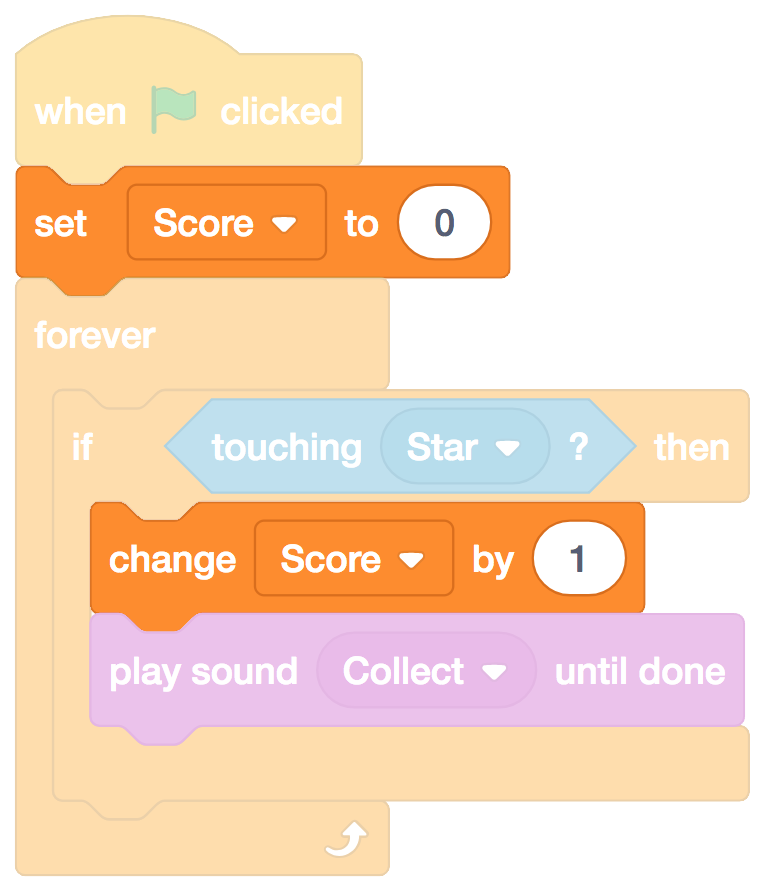 when clicked
set Score to 0
forever
if touching Star ? then
change Score by 1
play sound Collect until done